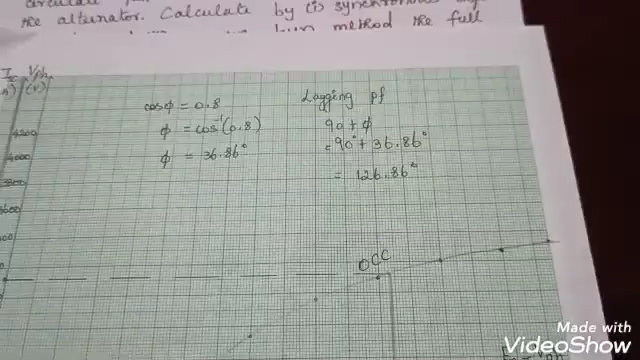 the alternator. Calculate by (i) synchronous
method the full
Vph
(V)
cosϕ = 0.8
ϕ = cos⁻¹(0.8)
ϕ = 36.86°
Lagging pf
90 + ϕ
= 90° + 36.86°
= 126.86°
4000
OCC
Made with
VideoShow